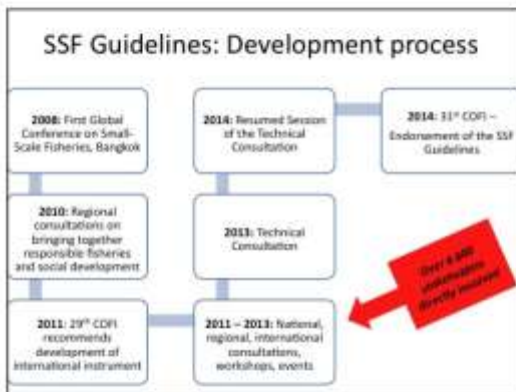 SSF Guidelines: Development process
2008: First Global
Conference on Small-
Scale Fisheries, Bangkok
2010: Regional
consultations on
bringing together
responsible fisheries
and social development
2011: 29th COFI
recommends
development of
international instrument
2011 – 2013: National,
regional, international
consultations,
workshops, events
2013: Technical
Consultation
2014: Resumed Session
of the Technical
Consultation
2014: 31st COFI –
Endorsement of the SSF
Guidelines
Over
stakeholders
directly involved